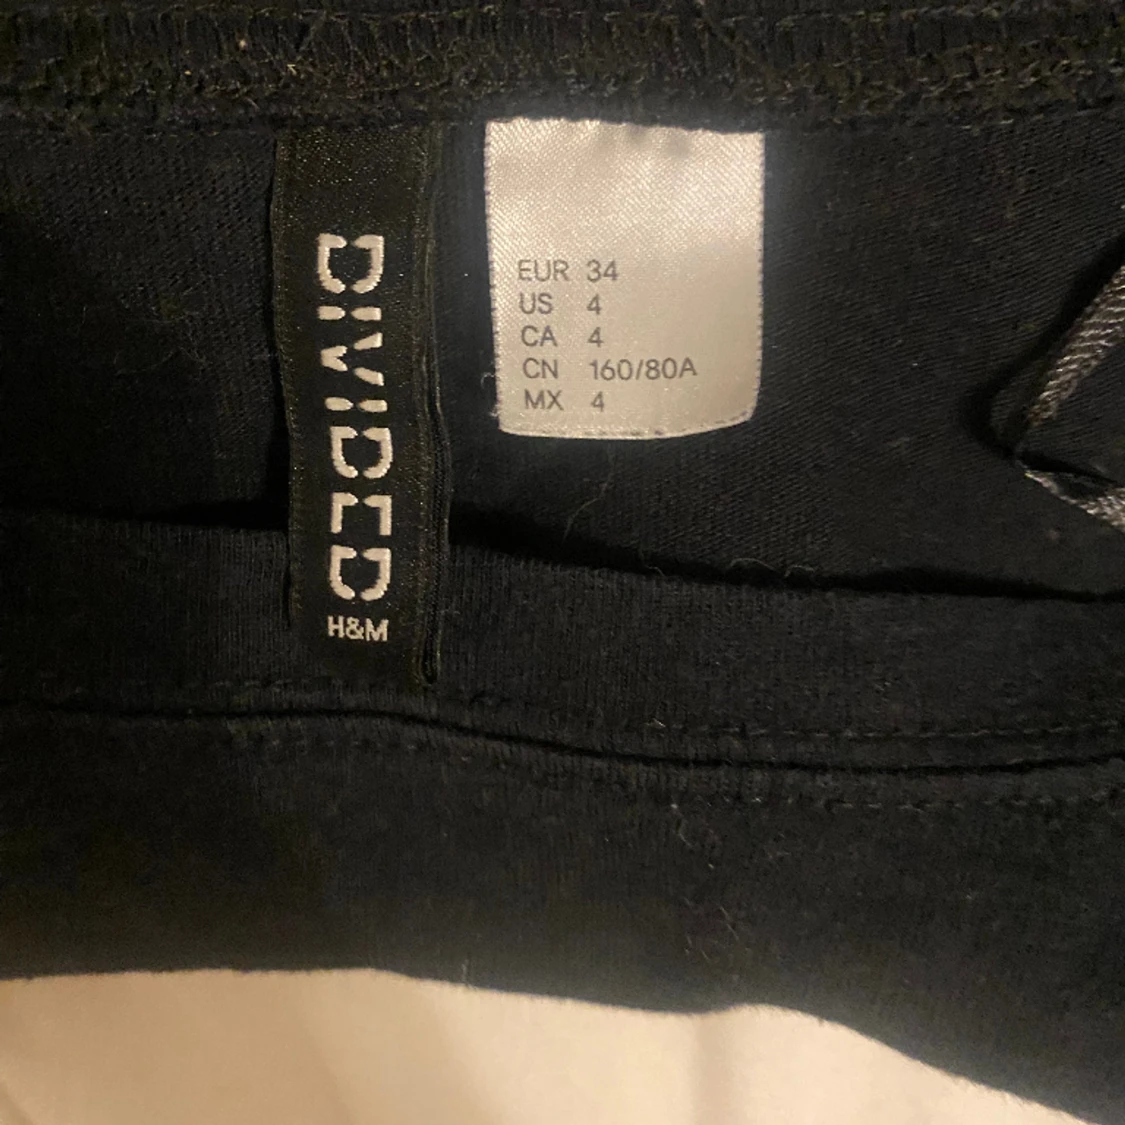 DIVIDED
H&M
EUR 34
US 4
CA 4
CN 160/80A
MX 4